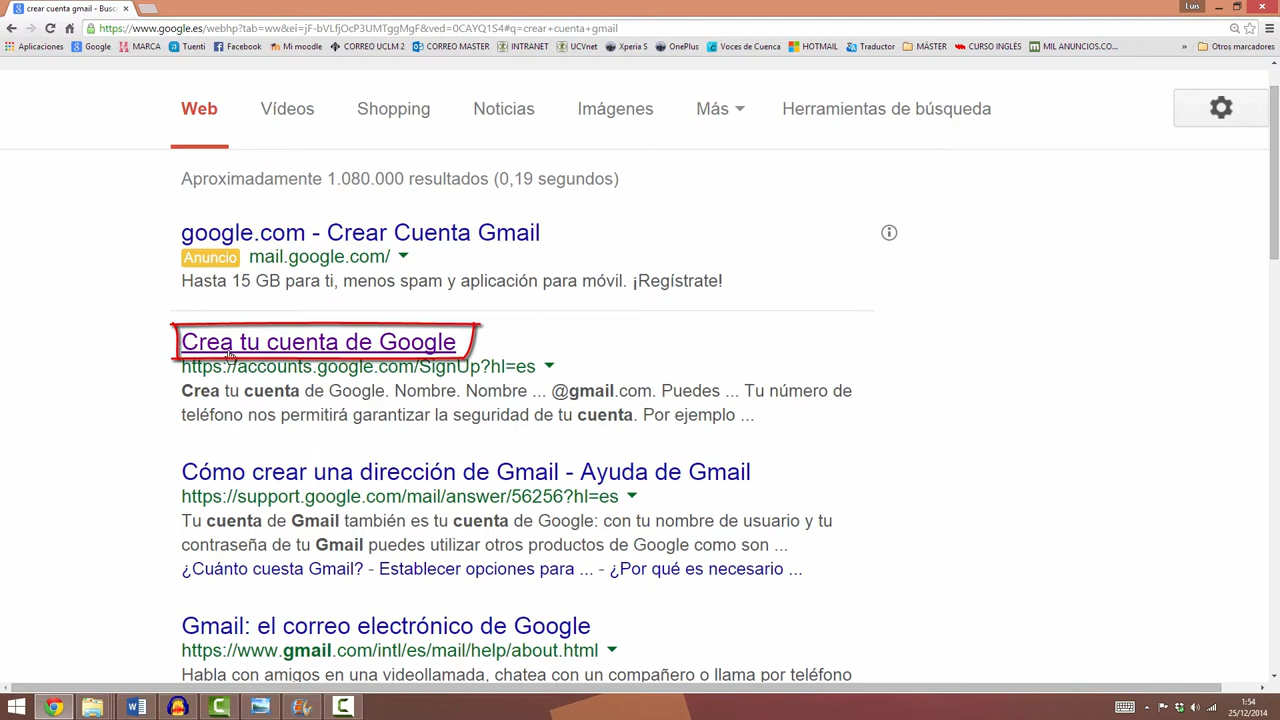 crear cuenta gmail - Busc
Luis
https://www.google.es/webhp?tab=ww&ei=jF-bVLfjOcP3UMTggMgF&ved=0CAYQ1S4#q=crear+cuenta+gmail
Aplicaciones Google MARCA Tuenti Facebook Mi moodle CORREO UCLM 2 CORREO MASTER INTRANET UCVnet Xperia S OnePlus Voces de Cuenca HOTMAIL Traductor MÁSTER CURSO INGLÉS MIL ANUNCIOS.CO... » Otros marcadores
Web Vídeos Shopping Noticias Imágenes Más Herramientas de búsqueda
Aproximadamente 1.080.000 resultados (0,19 segundos)
google.com - Crear Cuenta Gmail
Anuncio mail.google.com/
Hasta 15 GB para ti, menos spam y aplicación para móvil. ¡Regístrate!
Crea tu cuenta de Google
https://accounts.google.com/SignUp?hl=es
Crea tu cuenta de Google. Nombre. Nombre ... @gmail.com. Puedes ... Tu número de
teléfono nos permitirá garantizar la seguridad de tu cuenta. Por ejemplo ...
Cómo crear una dirección de Gmail - Ayuda de Gmail
https://support.google.com/mail/answer/56256?hl=es
Tu cuenta de Gmail también es tu cuenta de Google: con tu nombre de usuario y tu
contraseña de tu Gmail puedes utilizar otros productos de Google como son ...
¿Cuánto cuesta Gmail? - Establecer opciones para ... - ¿Por qué es necesario ...
Gmail: el correo electrónico de Google
https://www.gmail.com/intl/es/mail/help/about.html
Habla con amigos en una videollamada, chatea con un compañero o llama por teléfono
1:54
25/12/2014